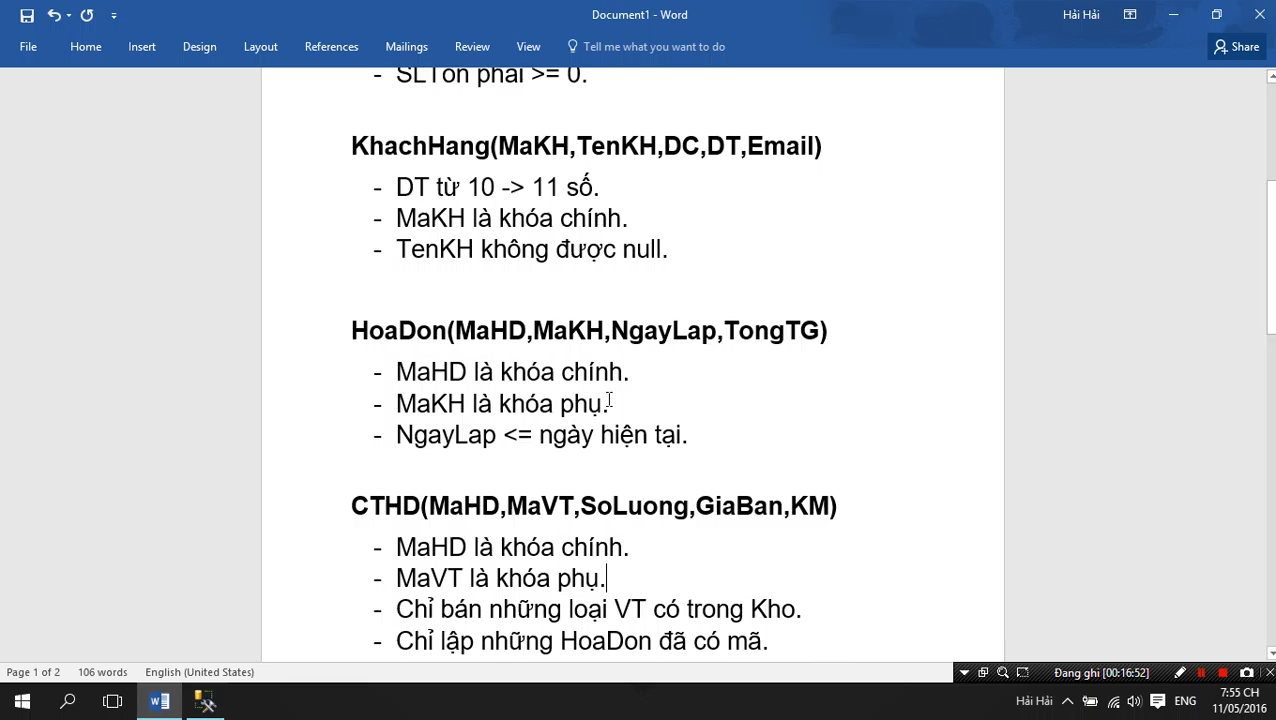 Document1 - Word
Hải Hải
File Home Insert Design Layout References Mailings Review View Tell me what you want to do Share
- SLTon phải >= 0.
KhachHang(MaKH,TenKH,DC,DT,Email)
- DT từ 10 -> 11 số.
- MaKH là khóa chính.
- TenKH không được null.
HoaDon(MaHD,MaKH,NgayLap,TongTG)
- MaHD là khóa chính.
- MaKH là khóa phụ.
- NgayLap <= ngày hiện tại.
CTHD(MaHD,MaVT,SoLuong,GiaBan,KM)
- MaHD là khóa chính.
- MaVT là khóa phụ.
- Chỉ bán những loại VT có trong Kho.
- Chỉ lập những HoaDon đã có mã.
Page 1 of 2 106 words English (United States)
Đang ghi [00:16:52]
Hải Hải ENG 7:55 CH
11/05/2016